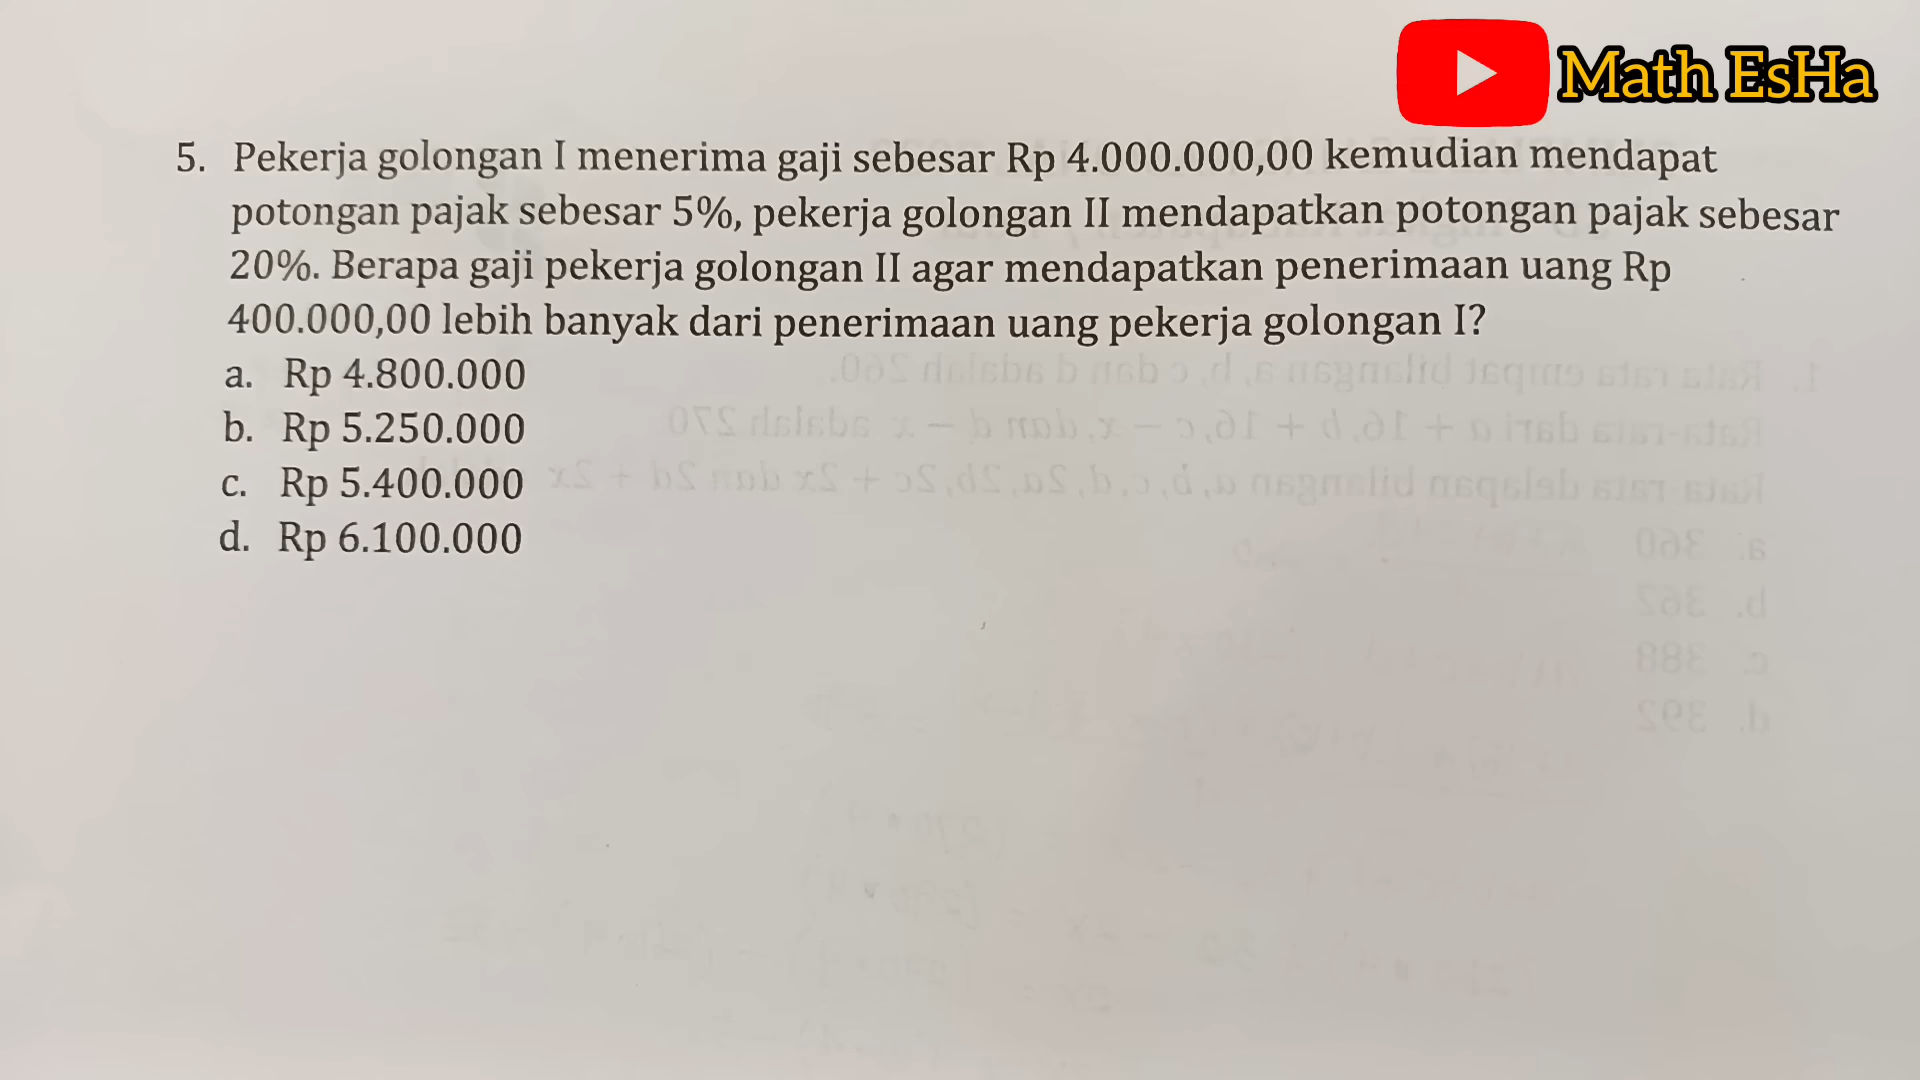 Math EsHa
5. Pekerja golongan I menerima gaji sebesar Rp 4.000.000,00 kemudian mendapat
potongan pajak sebesar 5%, pekerja golongan II mendapatkan potongan pajak sebesar
20%. Berapa gaji pekerja golongan II agar mendapatkan penerimaan uang Rp
400.000,00 lebih banyak dari penerimaan uang pekerja golongan I?
a. Rp 4.800.000
b. Rp 5.250.000
c. Rp 5.400.000
d. Rp 6.100.000